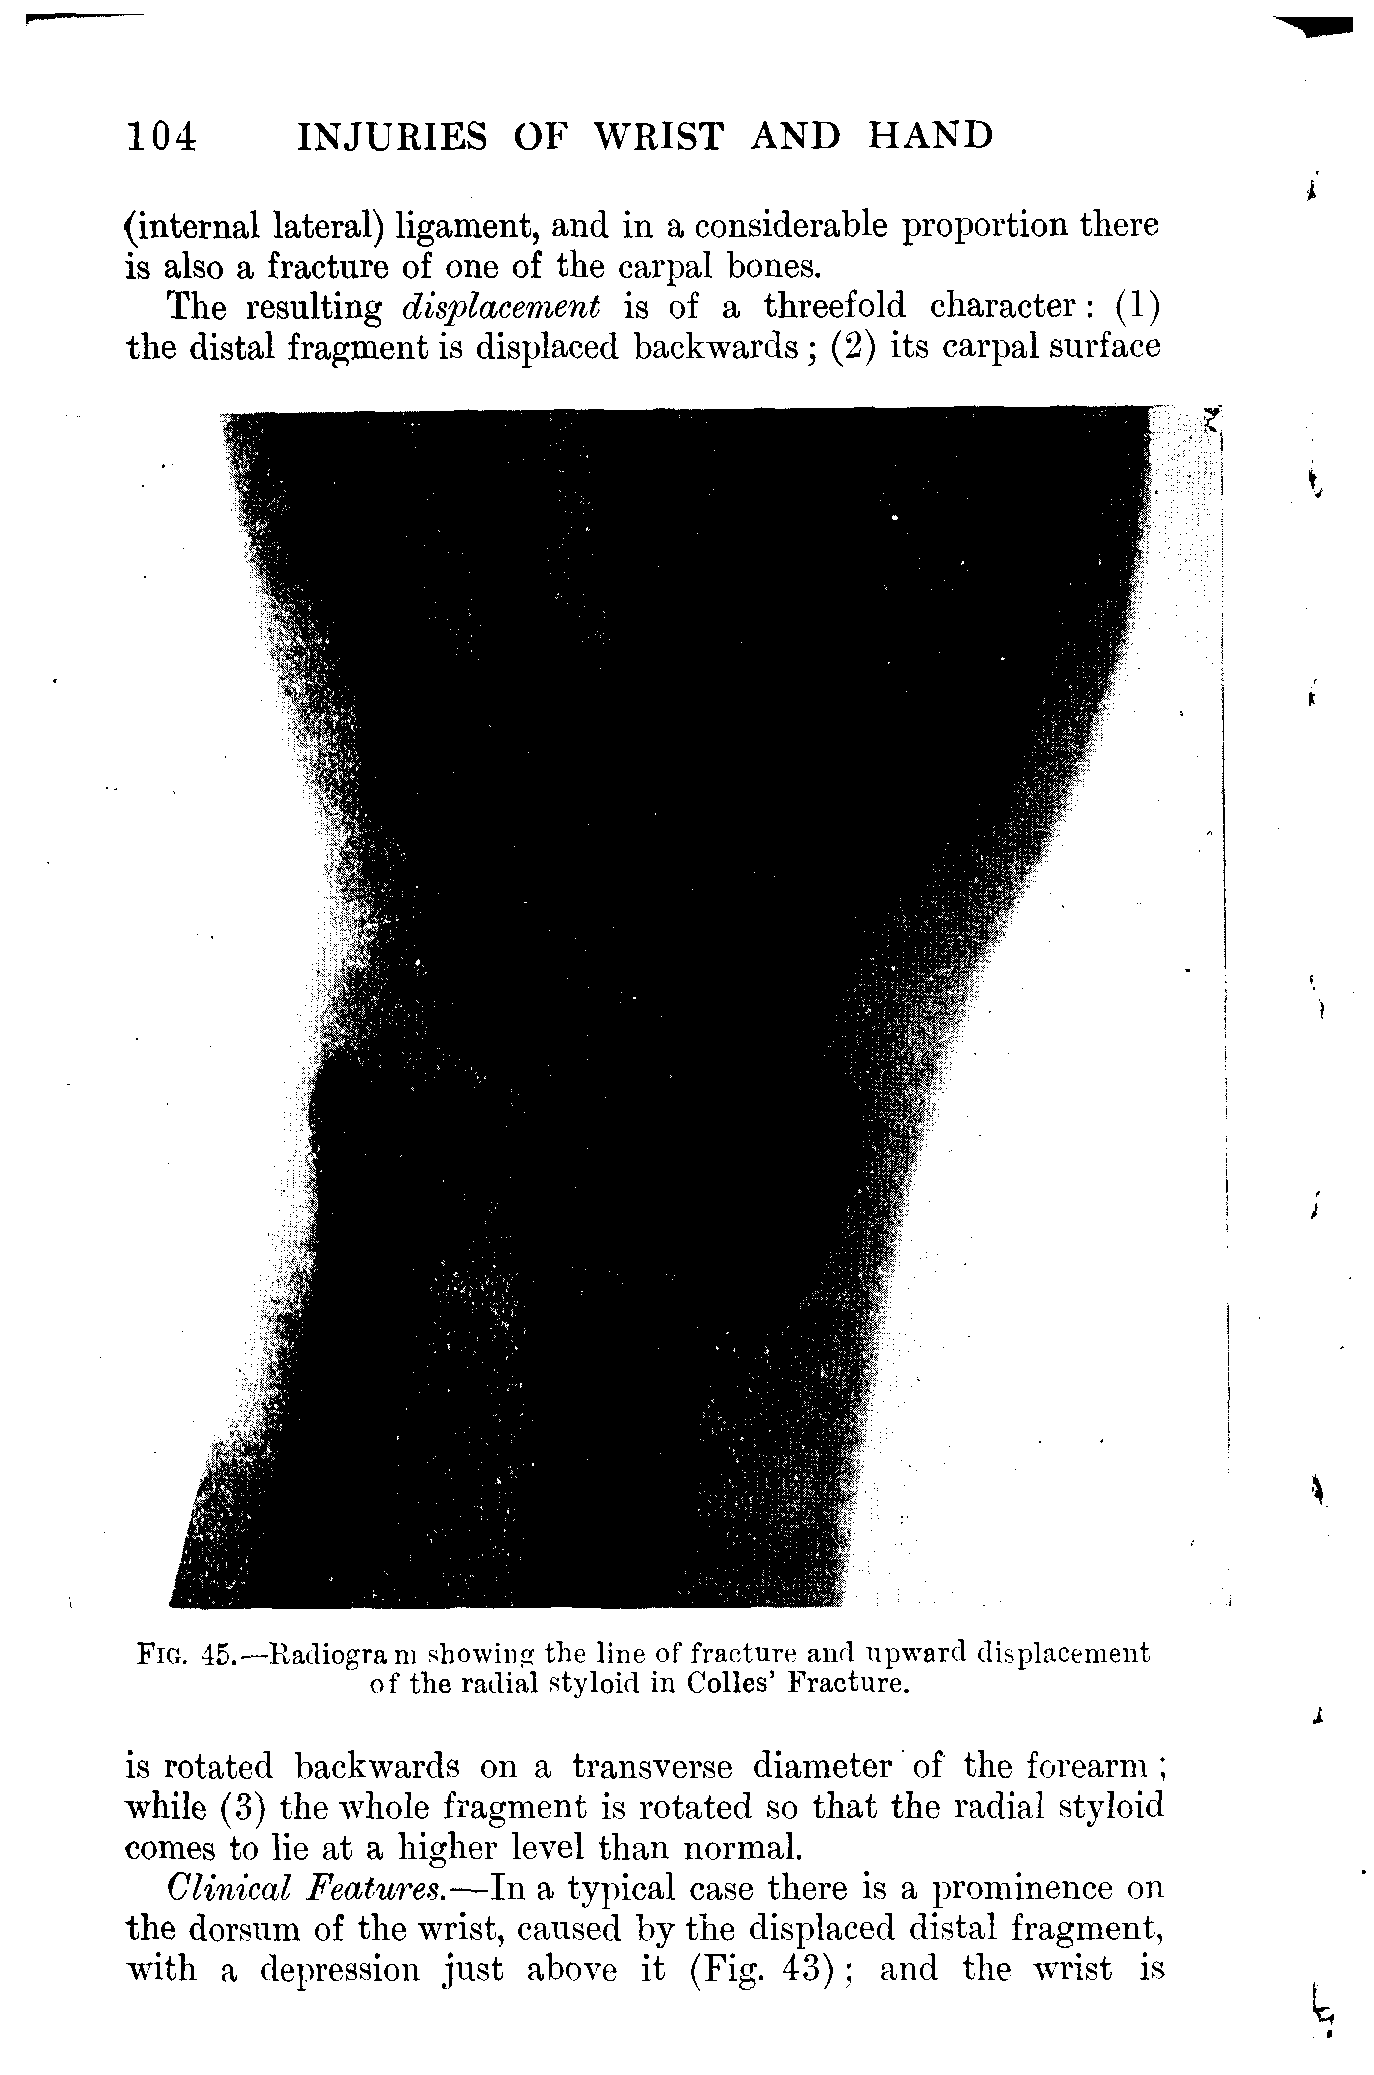 104 INJURIES OF WRIST AND HAND
(internal lateral) ligament, and in a considerable proportion there
is also a fracture of one of the carpal bones.
The resulting displacement is of a threefold character : (1)
the distal fragment is displaced backwards ; (2) its carpal surface
FIG. 45.—Radiogram showing the line of fracture and upward displacement
of the radial styloid in Colles' Fracture.
is rotated backwards on a transverse diameter of the forearm ;
while (3) the whole fragment is rotated so that the radial styloid
comes to lie at a higher level than normal.
Clinical Features.—In a typical case there is a prominence on
the dorsum of the wrist, caused by the displaced distal fragment,
with a depression just above it (Fig. 43) ; and the wrist is